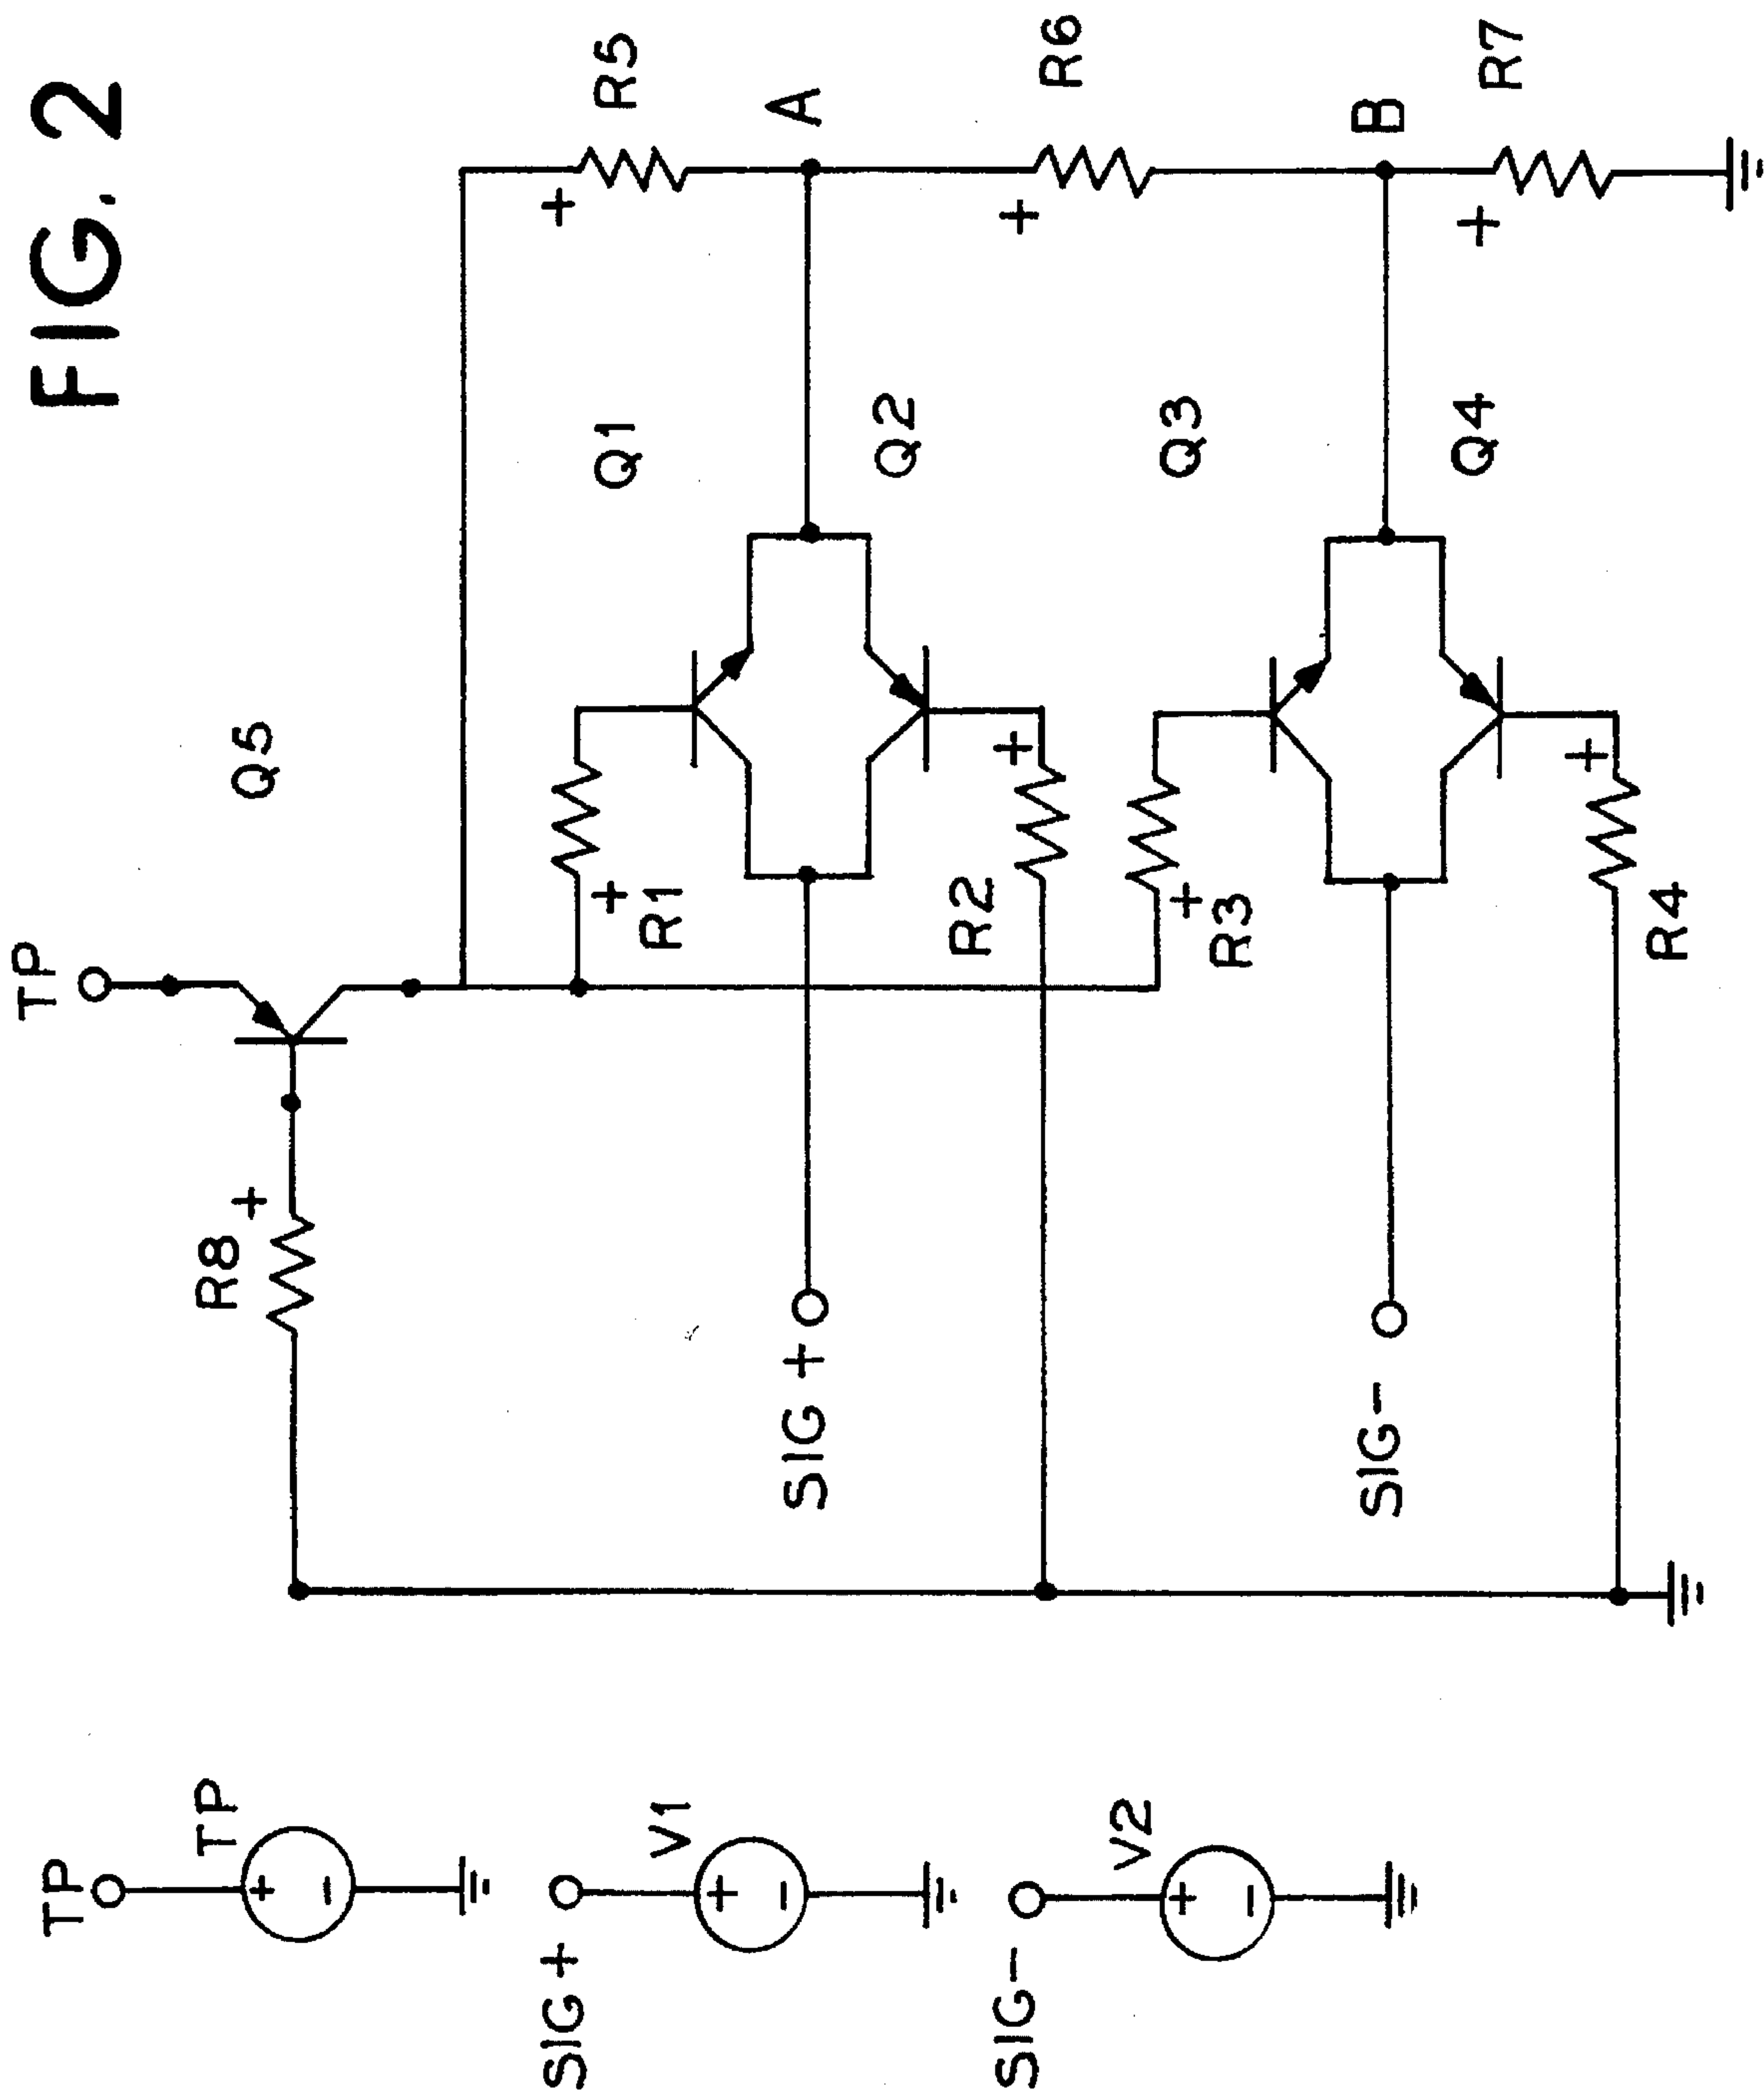 FIG. 2
TP
Q5
R8
+
R5
+
Q1
A
R1
+
SIG +
Q2
R2
+
R6
+
Q3
R3
+
B
SIG -
Q4
R4
+
R7
+
TP
TP
+
-
SIG +
V1
+
-
SIG -
V2
+
-